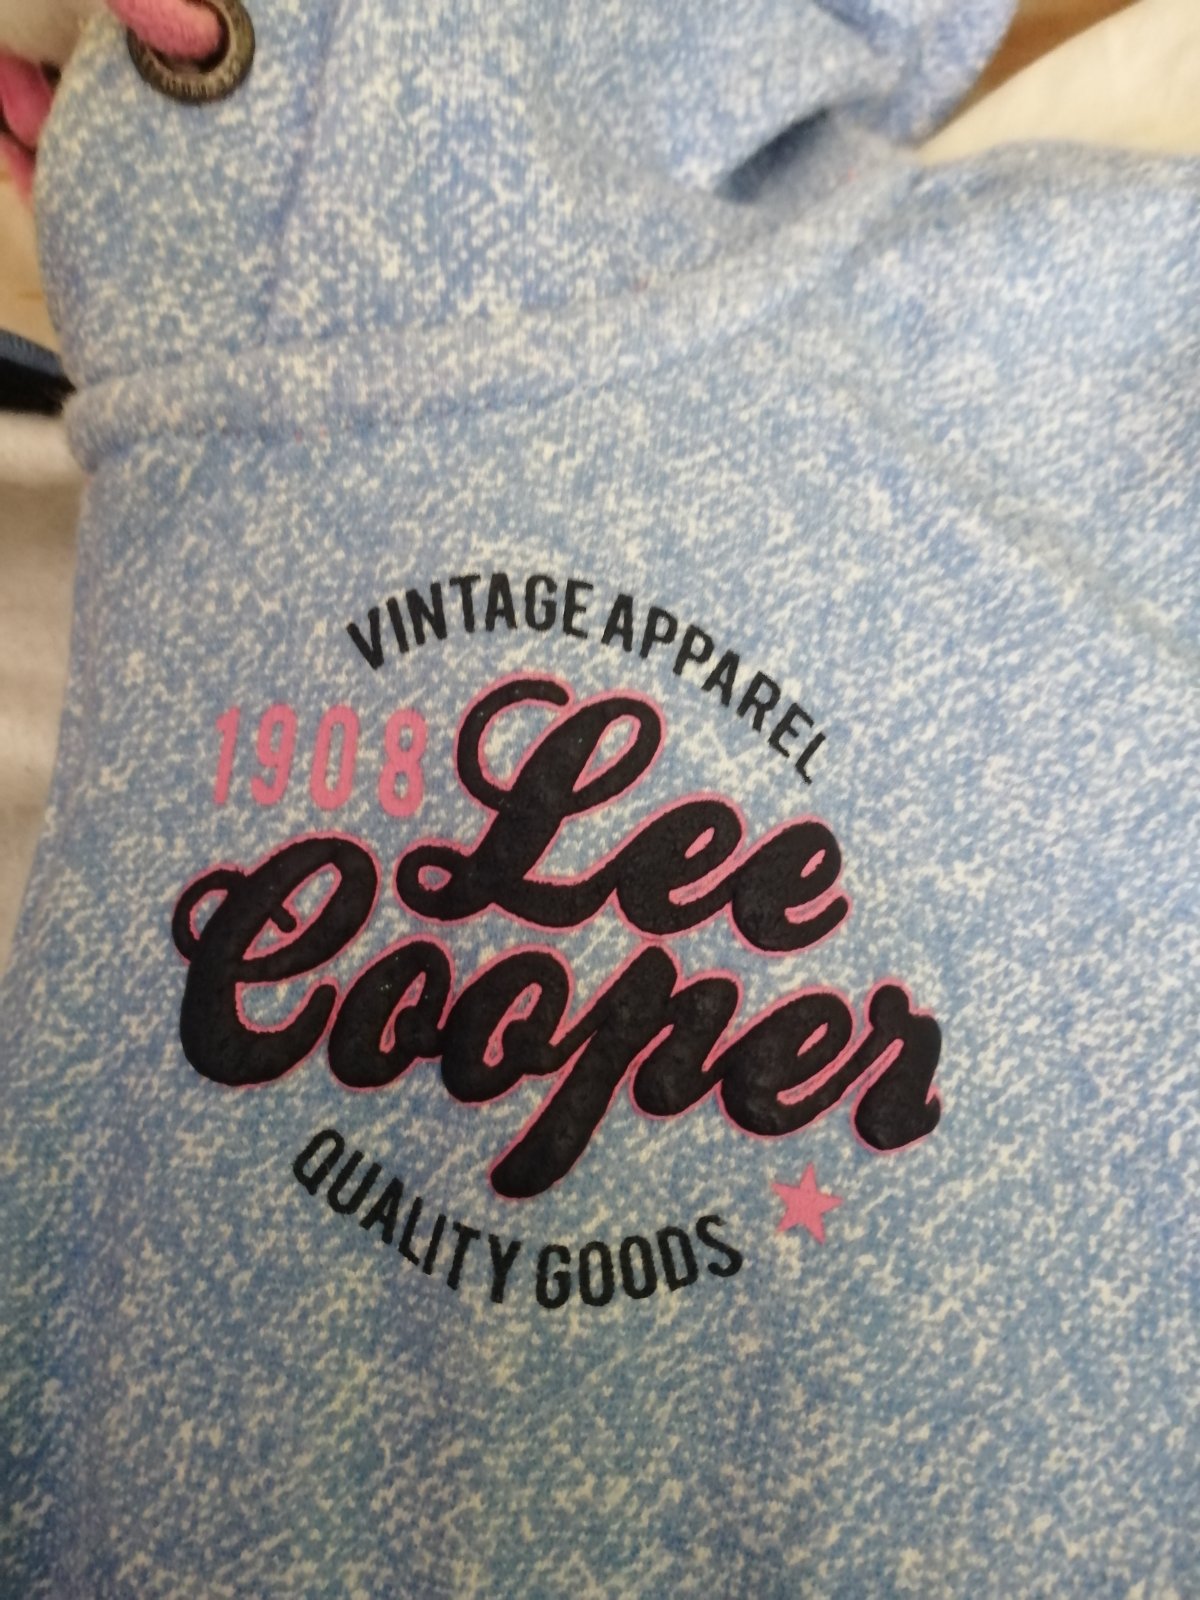 VINTAGE APPAREL
1908
Lee
Cooper
QUALITY GOODS